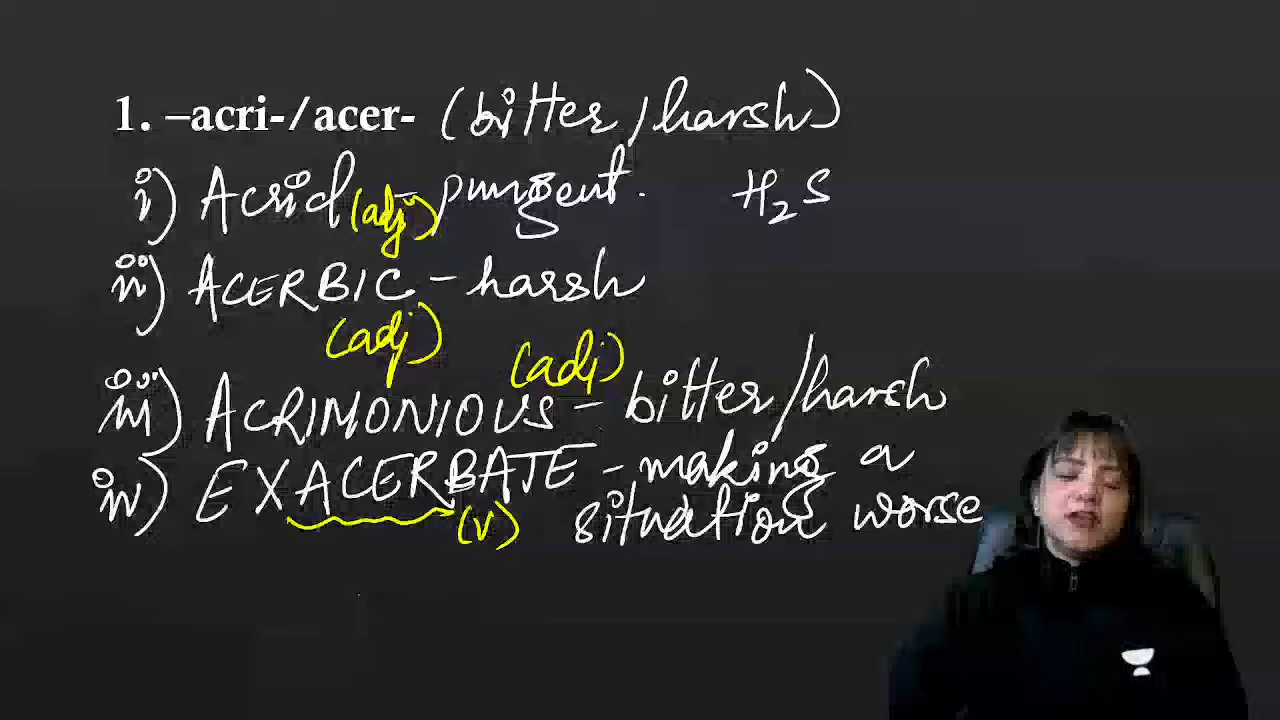 1. –acri-/acer- (bitter/harsh)
i) Acrid (adj) – pungent. H₂S
ii) ACERBIC – harsh
(adj) (adj)
iii) ACRIMONIOUS – bitter/harsh
iv) EXACERBATE – making a
(v) situation worse